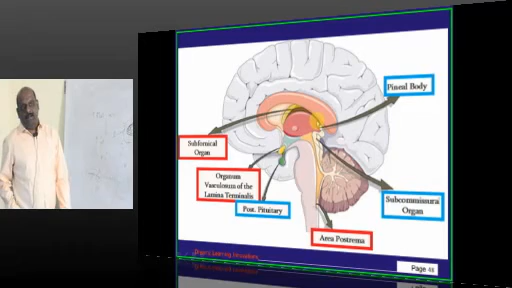 Pineal Body
Subfornical
Organ
Organum
Vasculosum of the
Lamina Terminalis
Post. Pituitary
Subcommissural
Organ
Area Postrema
Page 48